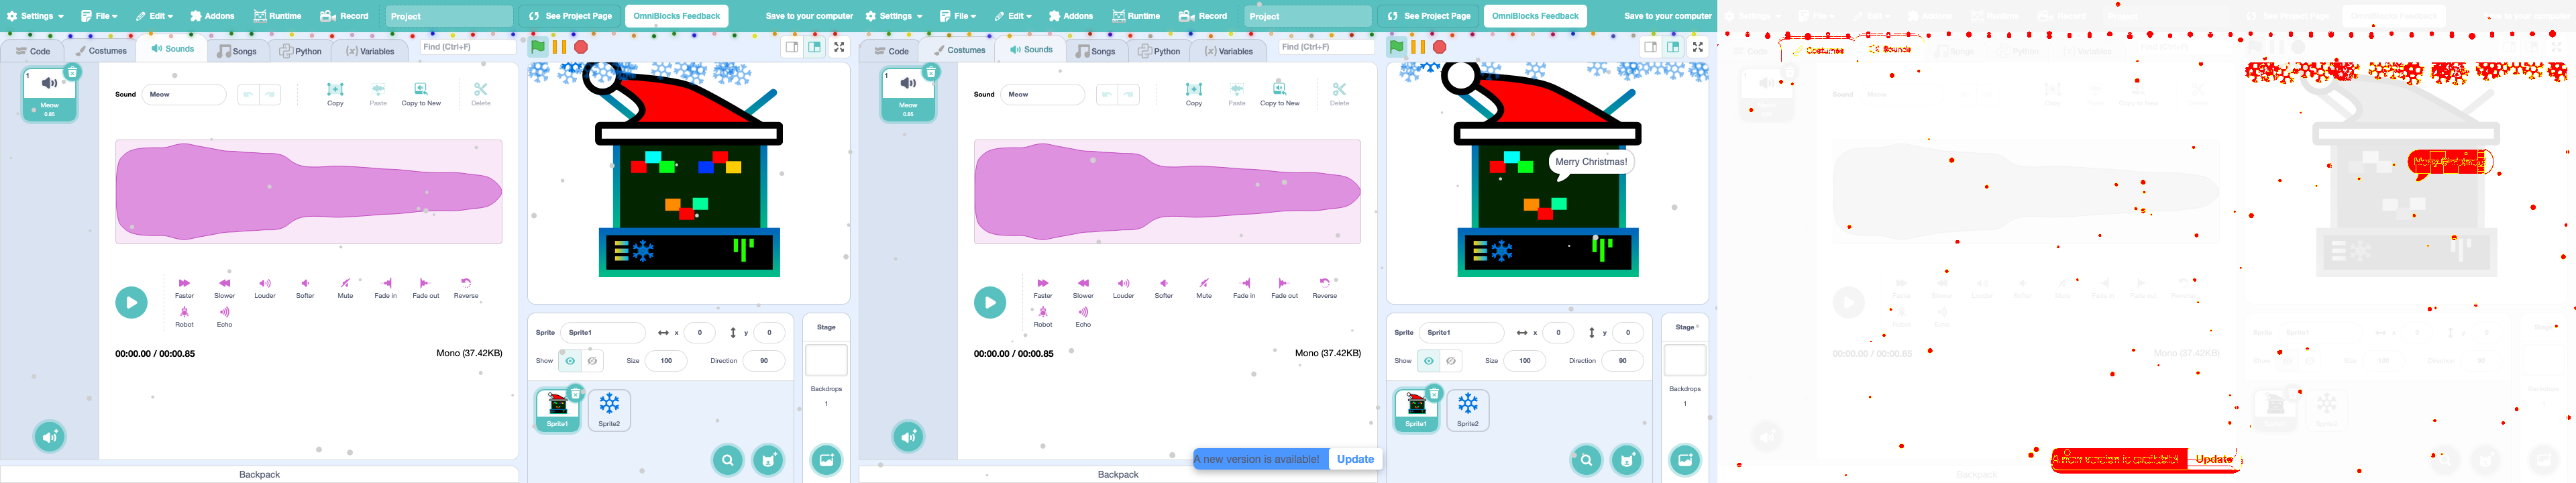 Settings File Edit Addons Runtime Record Project See Project Page OmniBlocks Feedback Save to your computer
Code Costumes Sounds Songs Python Variables Find (Ctrl+F)
1
Meow
0.85
Sound Meow Copy Paste Copy to New Delete
Faster Slower Louder Softer Mute Fade in Fade out Reverse
Robot Echo
00:00.00 / 00:00.85 Mono (37.42KB)
Sprite Sprite1 x 0 y 0
Show Size 100 Direction 90
Sprite1 Sprite2
Stage
Backdrops
1
Backpack
Settings File Edit Addons Runtime Record Project See Project Page OmniBlocks Feedback Save to your computer
Code Costumes Sounds Songs Python Variables Find (Ctrl+F)
1
Meow
0.85
Sound Meow Copy Paste Copy to New Delete
Merry Christmas!
Faster Slower Louder Softer Mute Fade in Fade out Reverse
Robot Echo
00:00.00 / 00:00.85 Mono (37.42KB)
Sprite Sprite1 x 0 y 0
Show Size 100 Direction 90
Sprite1 Sprite2
Stage
Backdrops
1
A new version is available! Update
Backpack
Costumes Sounds
Update
Backpack